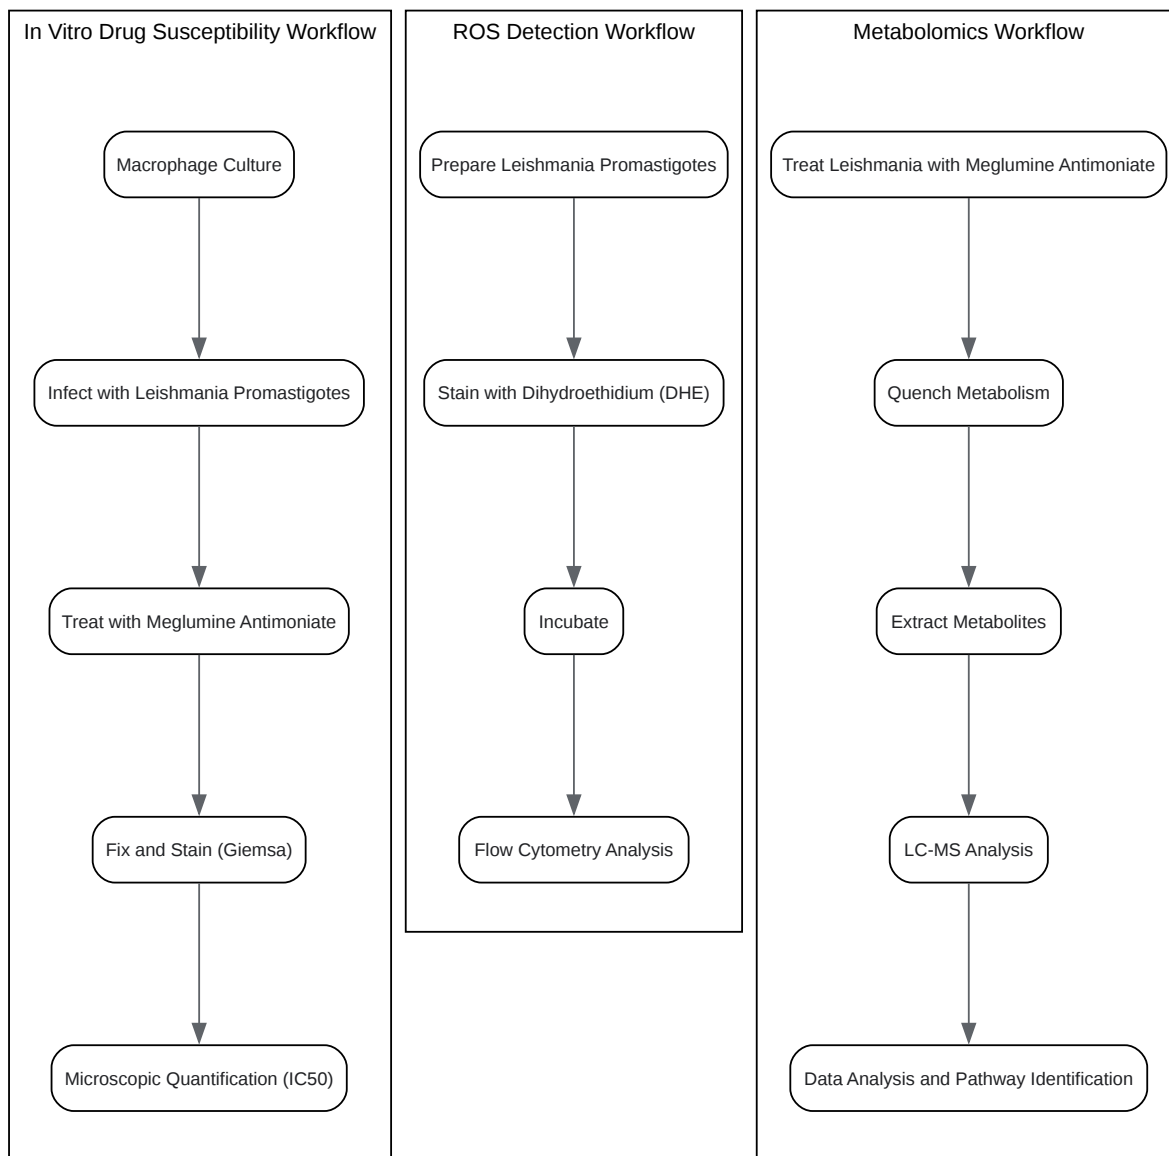 In Vitro Drug Susceptibility Workflow
Macrophage Culture
Infect with Leishmania Promastigotes
Treat with Meglumine Antimoniate
Fix and Stain (Giemsa)
Microscopic Quantification (IC50)
ROS Detection Workflow
Prepare Leishmania Promastigotes
Stain with Dihydroethidium (DHE)
Incubate
Flow Cytometry Analysis
Metabolomics Workflow
Treat Leishmania with Meglumine Antimoniate
Quench Metabolism
Extract Metabolites
LC-MS Analysis
Data Analysis and Pathway Identification